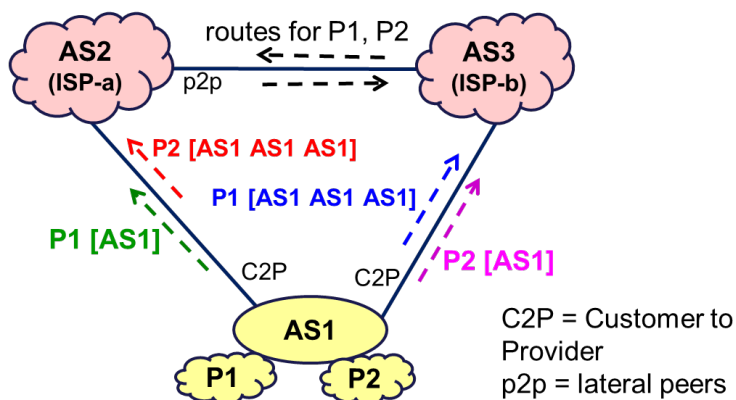 routes for P1, P2
AS2
(ISP-a)
AS3
(ISP-b)
p2p
P2 [AS1 AS1 AS1]
P1 [AS1 AS1 AS1]
P1 [AS1]
P2 [AS1]
C2P
C2P
AS1
P1
P2
C2P = Customer to
Provider
p2p = lateral peers